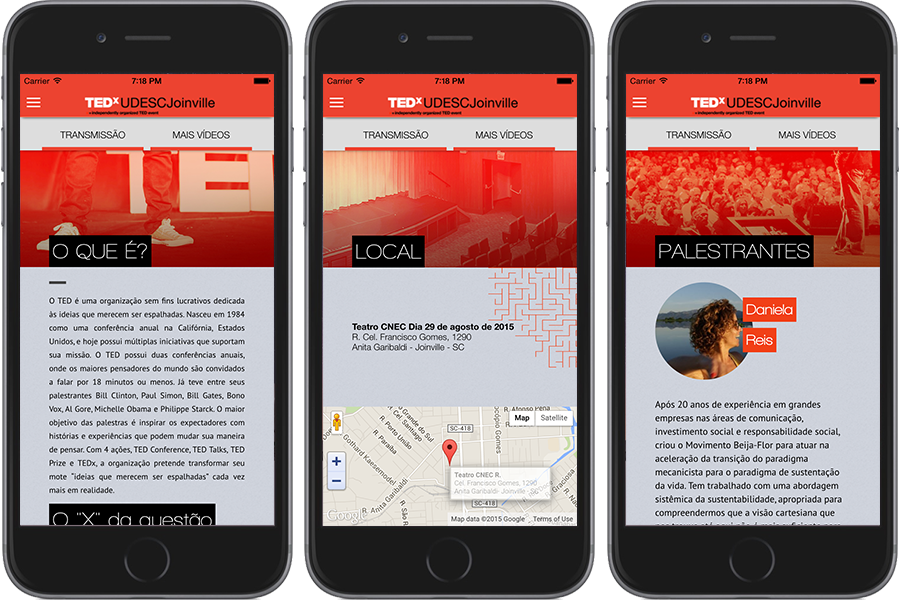 Carrier 7:18 PM
TEDx UDESCJoinville
x independently organized TED event
TRANSMISSÃO MAIS VÍDEOS
TE
O QUE É?
O TED é uma organização sem fins lucrativos dedicada
às ideias que merecem ser espalhadas. Nasceu em 1984
como uma conferência anual na Califórnia, Estados
Unidos, e hoje possuí múltiplas iniciativas que suportam
sua missão. O TED possui duas conferências anuais,
onde os maiores pensadores do mundo são convidados
a falar por 18 minutos ou menos. Já teve entre seus
palestrantes Bill Clinton, Paul Simon, Bill Gates, Bono
Vox, Al Gore, Michelle Obama e Philippe Starck. O maior
objetivo das palestras é inspirar os expectadores com
histórias e experiências que podem mudar sua maneira
de pensar. Com 4 ações, TED Conference, TED Talks, TED
Prize e TEDx, a organização pretende transformar seu
mote "ideias que merecem ser espalhadas" cada vez
mais em realidade.
O "X" da questão
Carrier 7:18 PM
TEDx UDESCJoinville
x independently organized TED event
TRANSMISSÃO MAIS VÍDEOS
LOCAL
Teatro CNEC Dia 29 de agosto de 2015
R. Cel. Francisco Gomes, 1290
Anita Garibaldi - Joinville - SC
Map Satellite
SC-418
R. Porto União
R. Paraíba
R. Gothard Kaesemodel
R. Anita Garibaldi
Teatro CNEC R.
Cel. Francisco Gomes, 1290
Anita Garibaldi- Joinville - SC
SC-418
Google
Map data ©2015 Google Terms of Use
Carrier 7:18 PM
TEDx UDESCJoinville
x independently organized TED event
TRANSMISSÃO MAIS VÍDEOS
PALESTRANTES
Daniela
Reis
Após 20 anos de experiência em grandes
empresas nas áreas de comunicação,
investimento social e responsabilidade social,
criou o Movimento Beija-Flor para atuar na
aceleração da transição do paradigma
mecanicista para o paradigma de sustentação
da vida. Tem trabalhado com uma abordagem
sistêmica da sustentabilidade, apropriada para
compreendermos que a visão cartesiana que